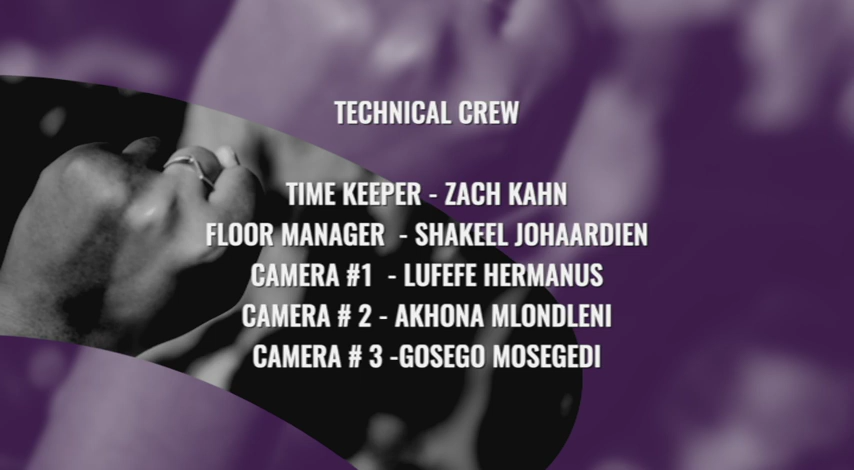 TECHNICAL CREW
TIME KEEPER - ZACH KAHN
FLOOR MANAGER - SHAKEEL JOHAARDIEN
CAMERA #1 - LUFEFE HERMANUS
CAMERA # 2 - AKHONA MLONDLENI
CAMERA # 3 -GOSEGO MOSEGEDI